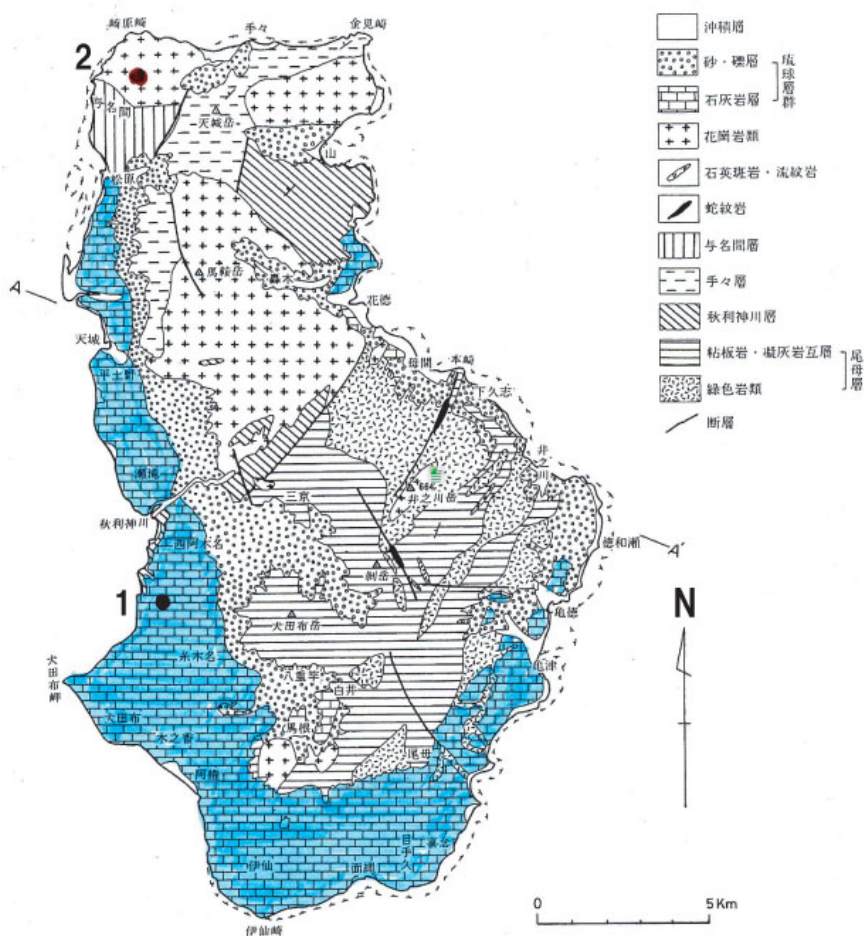 崎原崎
手々
金見崎
2
与名間
天城岳
山
松原
馬鞍岳
轟木
花徳
A
天城
平土野
母間
本崎
下久志
井之川
664
井之川岳
三京
秋利神川
西阿木名
徳和瀬
A'
剥岳
1
犬田布岳
亀徳
N
糸木名
亀津
犬田布岬
八重竿
白井
犬田布
馬根
木之香
尾母
阿権
喜念
目手久
伊仙
面縄
伊仙崎
0 5Km
沖積層
砂・礫層
石灰岩層
琉球層群
花崗岩類
石英斑岩・流紋岩
蛇紋岩
与名間層
手々層
秋利神川層
粘板岩・凝灰岩互層
緑色岩類
尾母層
断層